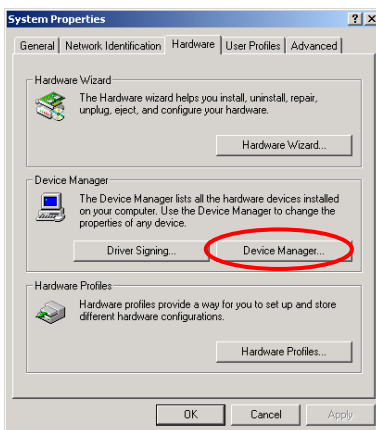 System Properties
General Network Identification Hardware User Profiles Advanced
Hardware Wizard
The Hardware wizard helps you install, uninstall, repair,
unplug, eject, and configure your hardware.
Hardware Wizard...
Device Manager
The Device Manager lists all the hardware devices installed
on your computer. Use the Device Manager to change the
properties of any device.
Driver Signing... Device Manager...
Hardware Profiles
Hardware profiles provide a way for you to set up and store
different hardware configurations.
Hardware Profiles...
OK Cancel Apply